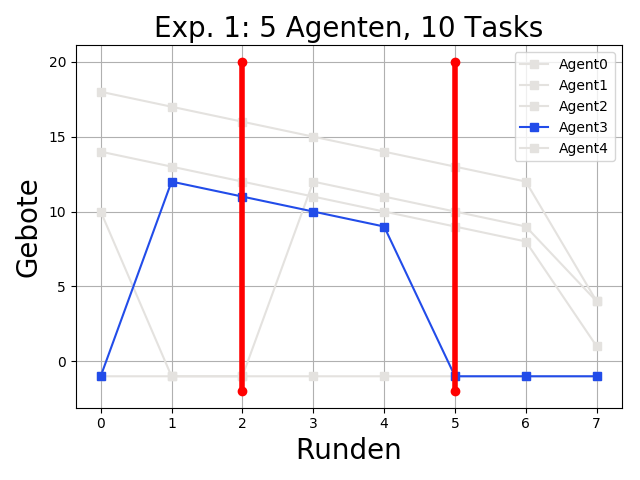 Exp. 1: 5 Agenten, 10 Tasks
Agent0
Agent1
Agent2
Agent3
Agent4
20
15
10
5
0
Gebote
0 1 2 3 4 5 6 7
Runden